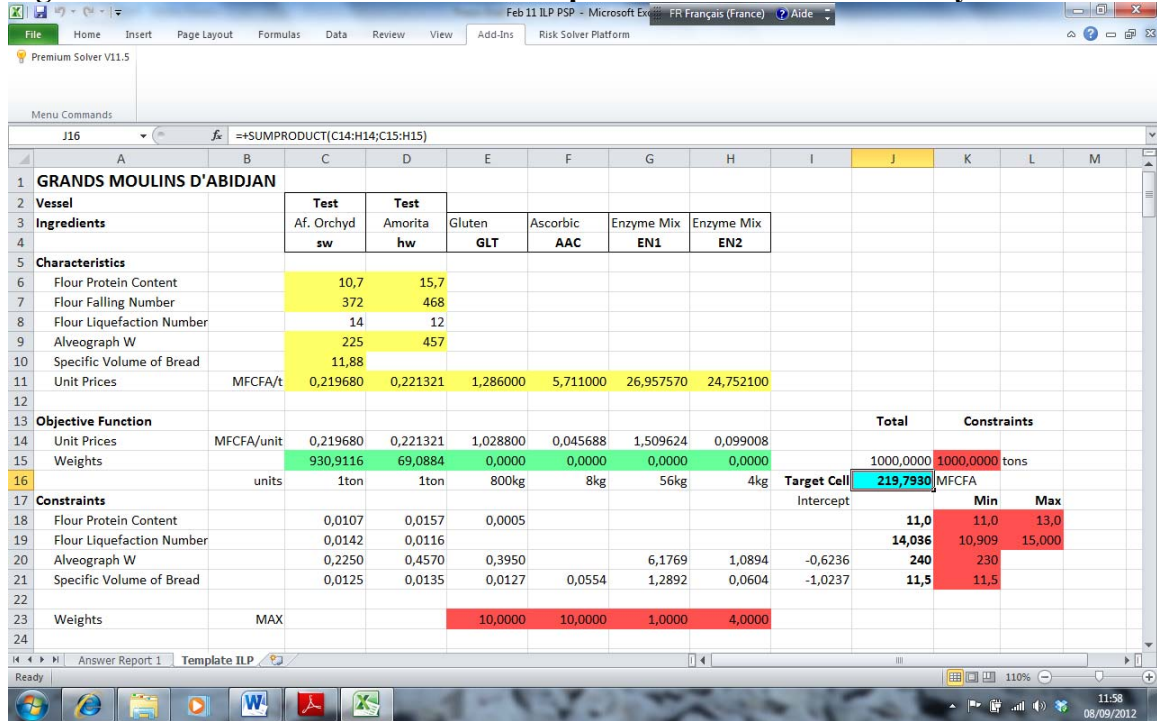 Feb 11 ILP PSP - Microsoft Exc FR Français (France) Aide
File Home Insert Page Layout Formulas Data Review View Add-Ins Risk Solver Platform
Premium Solver V11.5
Menu Commands
J16 fx =+SUMPRODUCT(C14:H14;C15:H15)
A B C D E F G H I J K L M
1 GRANDS MOULINS D'ABIDJAN
2 Vessel Test Test
3 Ingredients Af. Orchyd Amorita Gluten Ascorbic Enzyme Mix Enzyme Mix
4 sw hw GLT AAC EN1 EN2
5 Characteristics
6 Flour Protein Content 10,7 15,7
7 Flour Falling Number 372 468
8 Flour Liquefaction Number 14 12
9 Alveograph W 225 457
10 Specific Volume of Bread 11,88
11 Unit Prices MFCFA/t 0,219680 0,221321 1,286000 5,711000 26,957570 24,752100
12
13 Objective Function Total Constraints
14 Unit Prices MFCFA/unit 0,219680 0,221321 1,028800 0,045688 1,509624 0,099008
15 Weights 930,9116 69,0884 0,0000 0,0000 0,0000 0,0000 1000,0000 1000,0000 tons
16 units 1ton 1ton 800kg 8kg 56kg 4kg Target Cell 219,7930 MFCFA
17 Constraints Intercept Min Max
18 Flour Protein Content 0,0107 0,0157 0,0005 11,0 11,0 13,0
19 Flour Liquefaction Number 0,0142 0,0116 14,036 10,909 15,000
20 Alveograph W 0,2250 0,4570 0,3950 6,1769 1,0894 -0,6236 240 230
21 Specific Volume of Bread 0,0125 0,0135 0,0127 0,0554 1,2892 0,0604 -1,0237 11,5 11,5
22
23 Weights MAX 10,0000 10,0000 1,0000 4,0000
24
Answer Report 1 Template ILP
Ready 110%
11:58
08/09/2012